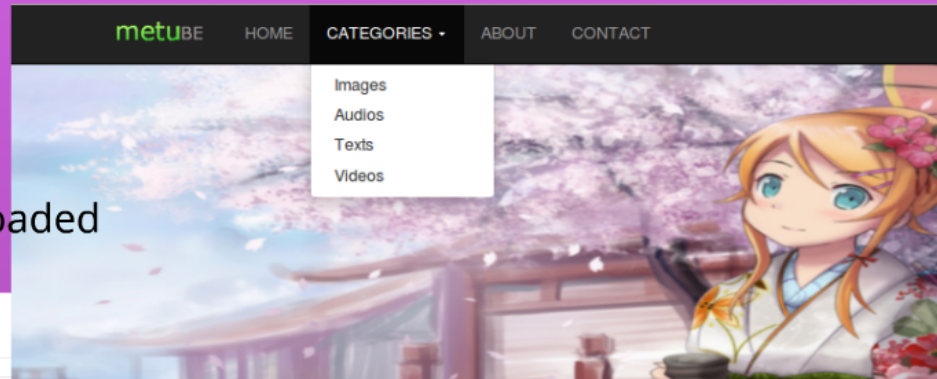 metuBE HOME CATEGORIES ABOUT CONTACT
Images
Audios
Texts
Videos
oaded